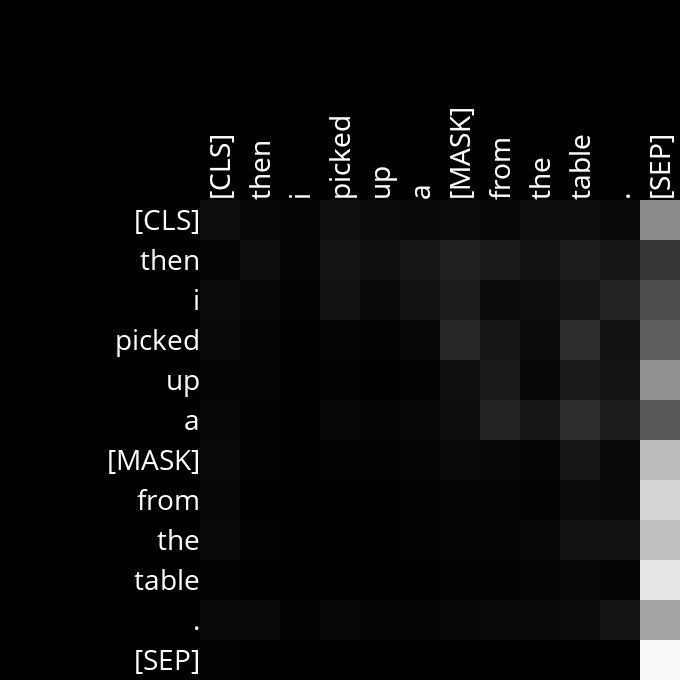 [CLS] then i picked up a [MASK] from the table . [SEP]
[CLS]
then
i
picked
up
a
[MASK]
from
the
table
.
[SEP]